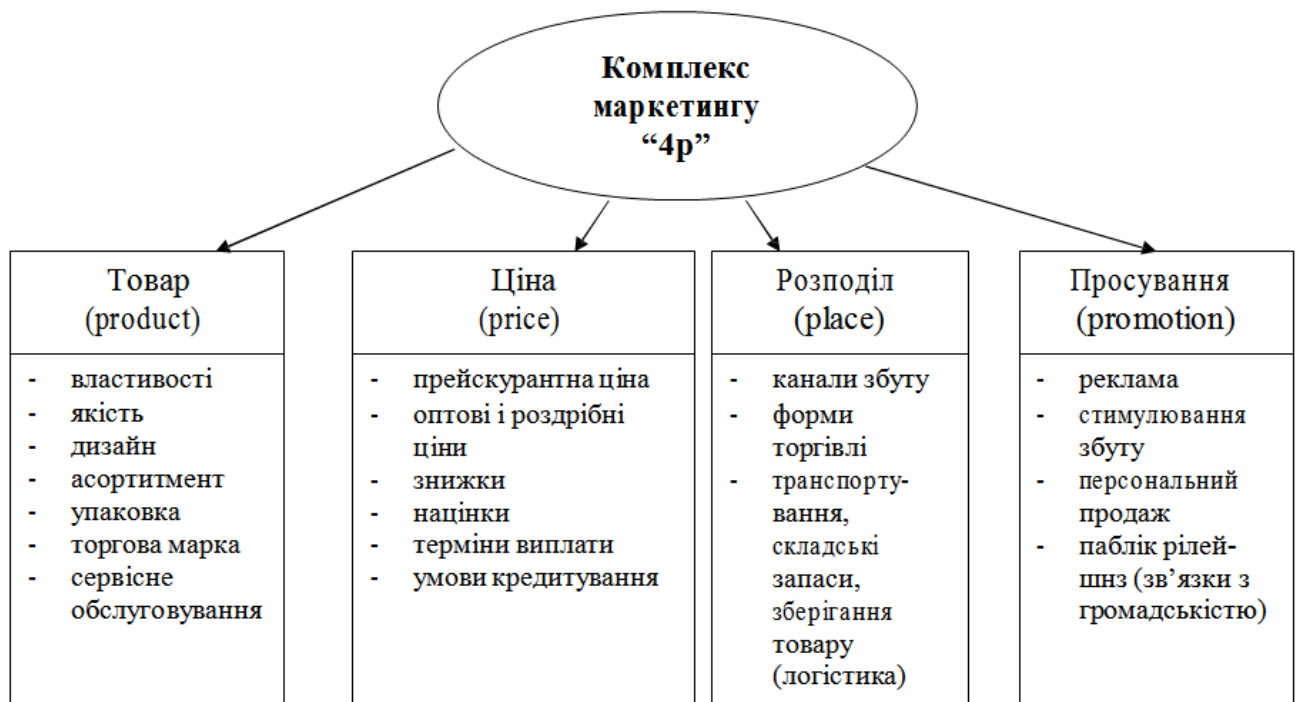 Комплекс
маркетингу
“4р”
Товар
(product)
- властивості
- якість
- дизайн
- асортитмент
- упаковка
- торгова марка
- сервісне
обслуговування
Ціна
(price)
- прейскурантна ціна
- оптові і роздрібні
ціни
- знижки
- націнки
- терміни виплати
- умови кредитування
Розподіл
(place)
- канали збуту
- форми
торгівлі
- транспорту-
вання,
складські
запаси,
зберігання
товару
(логістика)
Просування
(promotion)
- реклама
- стимулювання
збуту
- персональний
продаж
- паблік рілей-
шнз (зв’язки з
громадськістю)